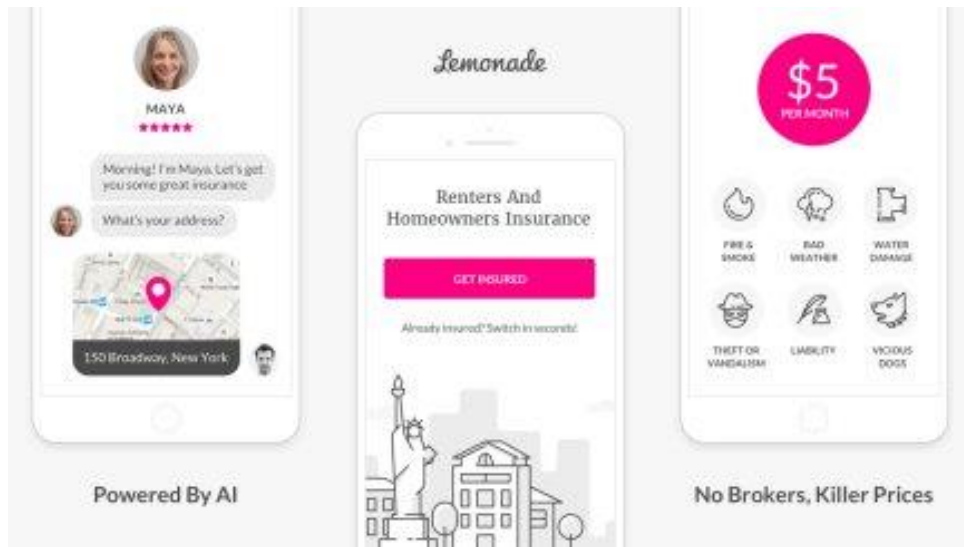 MAYA
Morning! I'm Maya. Let's get
you some great insurance
What's your address?
150 Broadway, New York
Powered By AI
Lemonade
Renters And
Homeowners Insurance
GET INSURED
Already insured? Switch in seconds!
$5
PER MONTH
FIRE &
SMOKE
BAD
WEATHER
WATER
DAMAGE
THEFT OR
VANDALISM
LIABILITY
VICIOUS
DOGS
No Brokers, Killer Prices